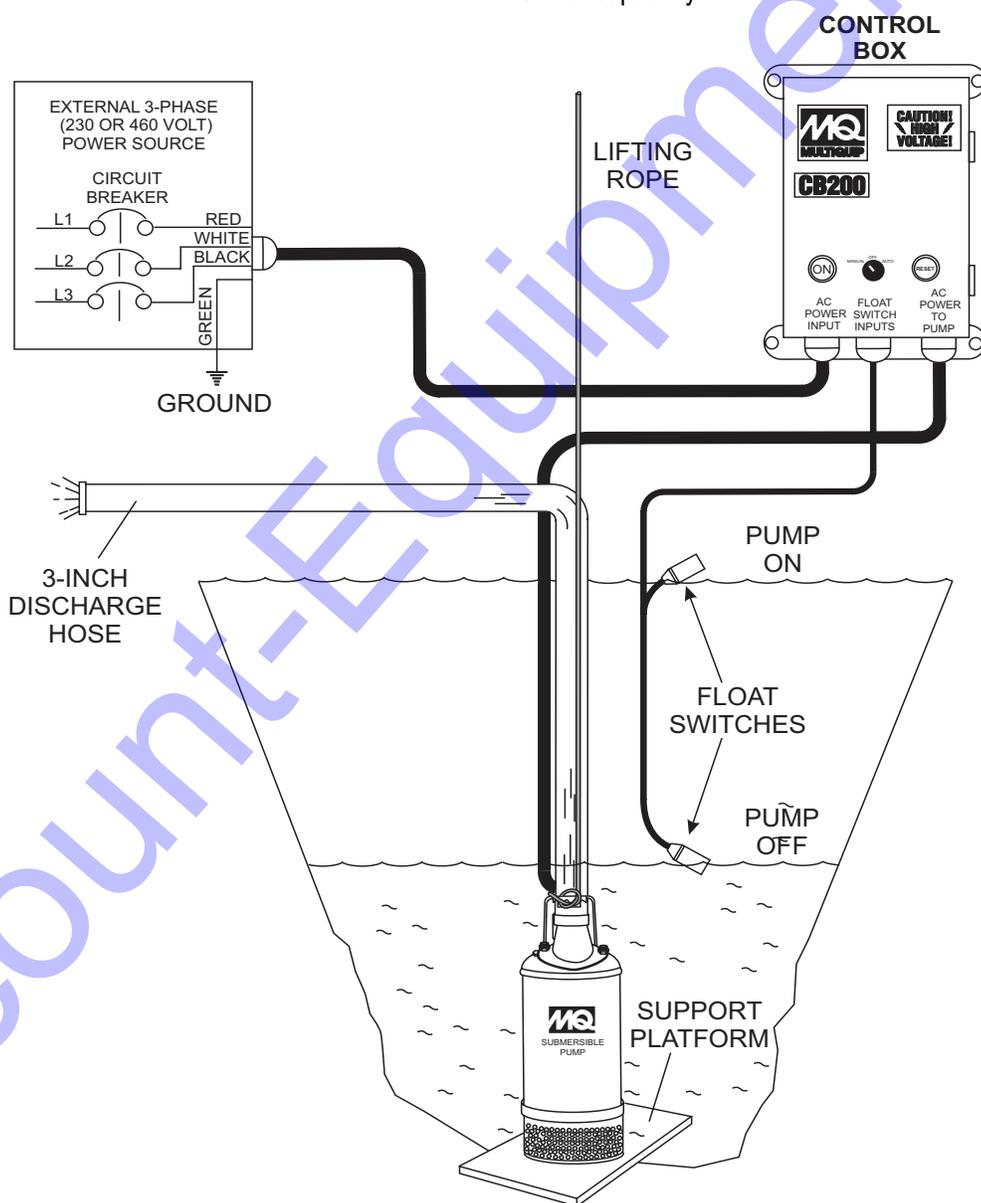 CONTROL
BOX
EXTERNAL 3-PHASE
(230 OR 460 VOLT)
POWER SOURCE
CIRCUIT
BREAKER
L1
RED
WHITE
L2
BLACK
L3
GREEN
GROUND
LIFTING
ROPE
MQ
MULTIQUIP
CAUTION!
HIGH
VOLTAGE!
CB200
ON
MANUAL
OFF
AUTO
RESET
AC
POWER
INPUT
FLOAT
SWITCH
INPUTS
AC
POWER
TO
PUMP
3-INCH
DISCHARGE
HOSE
PUMP
ON
FLOAT
SWITCHES
PUMP
OFF
MQ
SUBMERSIBLE
PUMP
SUPPORT
PLATFORM
ount-Equipme